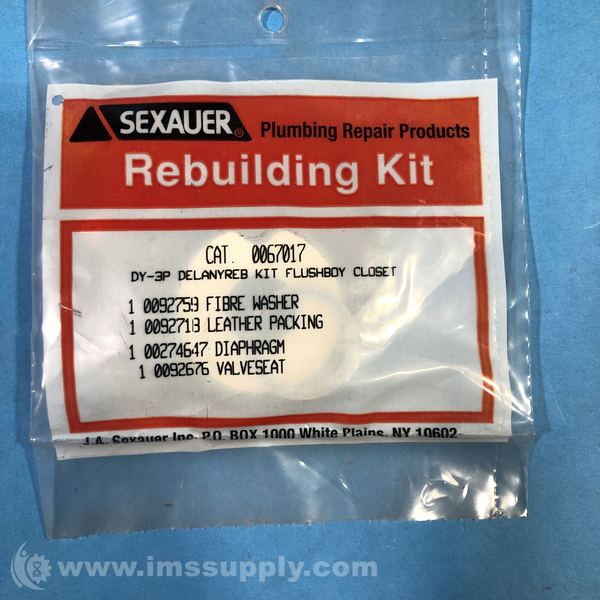 SEXAUER®
Plumbing Repair Products
Rebuilding Kit
CAT. 0067017
DY-3P DELANYREB KIT FLUSHBOY CLOSET
1 0092759 FIBRE WASHER
1 0092718 LEATHER PACKING
1 00274647 DIAPHRAGM
1 0092676 VALVESEAT
J.A. Sexauer Inc. P.O. BOX 1000 White Plains, NY 10602
www.imssupply.com